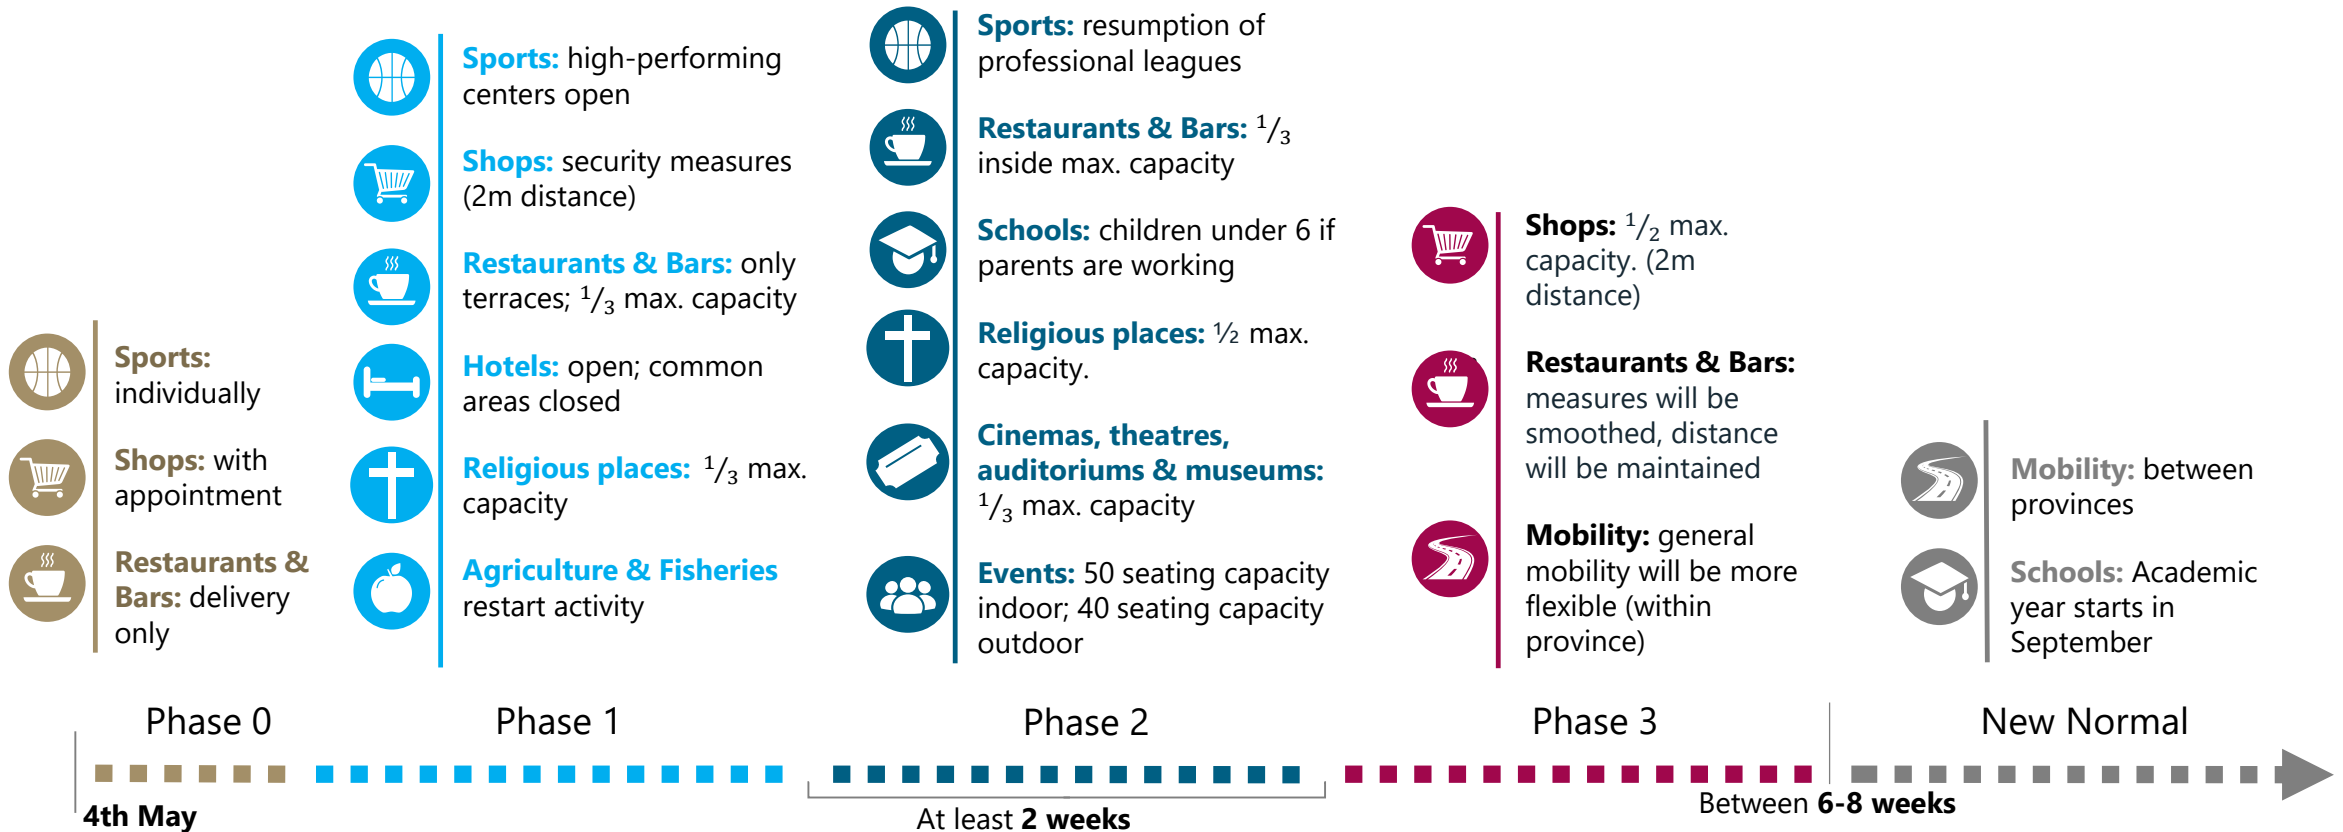 Sports:
individually
Shops: with
appointment
Restaurants &
Bars: delivery
only
Sports: high-performing
centers open
Shops: security measures
(2m distance)
Restaurants & Bars: only
terraces; 1/3 max. capacity
Hotels: open; common
areas closed
Religious places: 1/3 max.
capacity
Agriculture & Fisheries
restart activity
Sports: resumption of
professional leagues
Restaurants & Bars: 1/3
inside max. capacity
Schools: children under 6 if
parents are working
Religious places: ½ max.
capacity.
Cinemas, theatres,
auditoriums & museums:
1/3 max. capacity
Events: 50 seating capacity
indoor; 40 seating capacity
outdoor
Shops: 1/2 max.
capacity. (2m
distance)
Restaurants & Bars:
measures will be
smoothed, distance
will be maintained
Mobility: general
mobility will be more
flexible (within
province)
Mobility: between
provinces
Schools: Academic
year starts in
September
Phase 0
Phase 1
Phase 2
Phase 3
New Normal
4th May
At least 2 weeks
Between 6-8 weeks